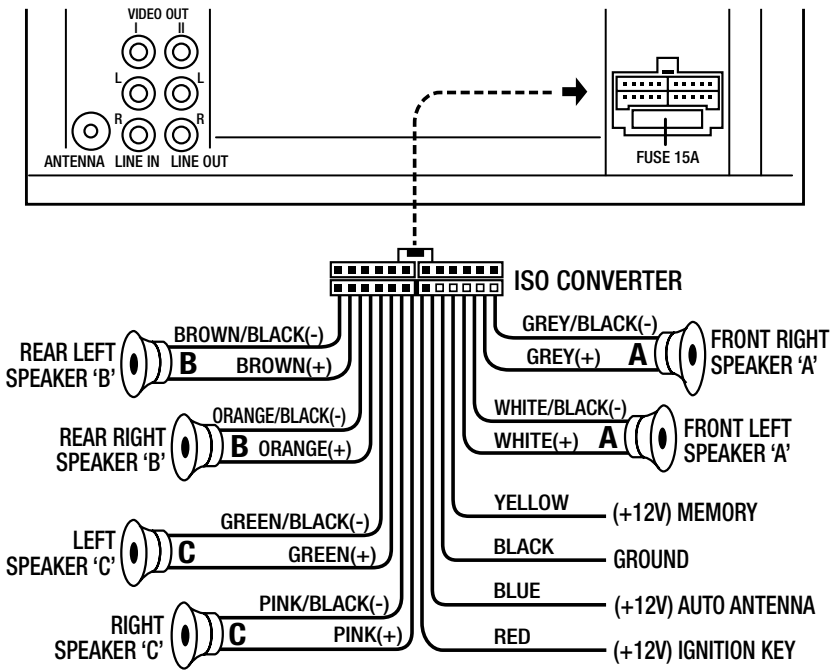 VIDEO OUT
I II
L L
R R
ANTENNA LINE IN LINE OUT
FUSE 15A
ISO CONVERTER
BROWN/BLACK(-)
REAR LEFT
SPEAKER ‘B’
B
BROWN(+)
GREY/BLACK(-)
GREY(+)
A
FRONT RIGHT
SPEAKER ‘A’
ORANGE/BLACK(-)
REAR RIGHT
SPEAKER ‘B’
B
ORANGE(+)
WHITE/BLACK(-)
WHITE(+)
A
FRONT LEFT
SPEAKER ‘A’
GREEN/BLACK(-)
LEFT
SPEAKER ‘C’
C
GREEN(+)
YELLOW
(+12V) MEMORY
BLACK
GROUND
PINK/BLACK(-)
RIGHT
SPEAKER ‘C’
C
PINK(+)
BLUE
(+12V) AUTO ANTENNA
RED
(+12V) IGNITION KEY